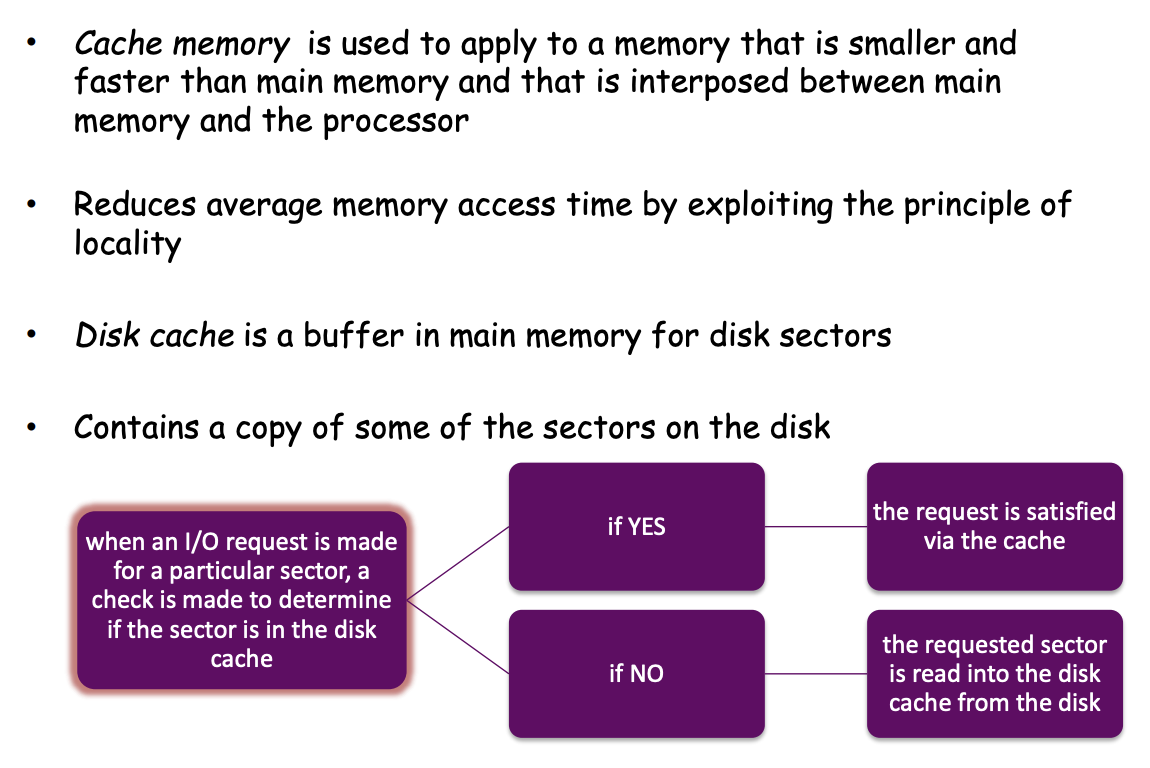 • Cache memory is used to apply to a memory that is smaller and
faster than main memory and that is interposed between main
memory and the processor
• Reduces average memory access time by exploiting the principle of
locality
• Disk cache is a buffer in main memory for disk sectors
• Contains a copy of some of the sectors on the disk
when an I/O request is made
for a particular sector, a
check is made to determine
if the sector is in the disk
cache
if YES
the request is satisfied
via the cache
if NO
the requested sector
is read into the disk
cache from the disk